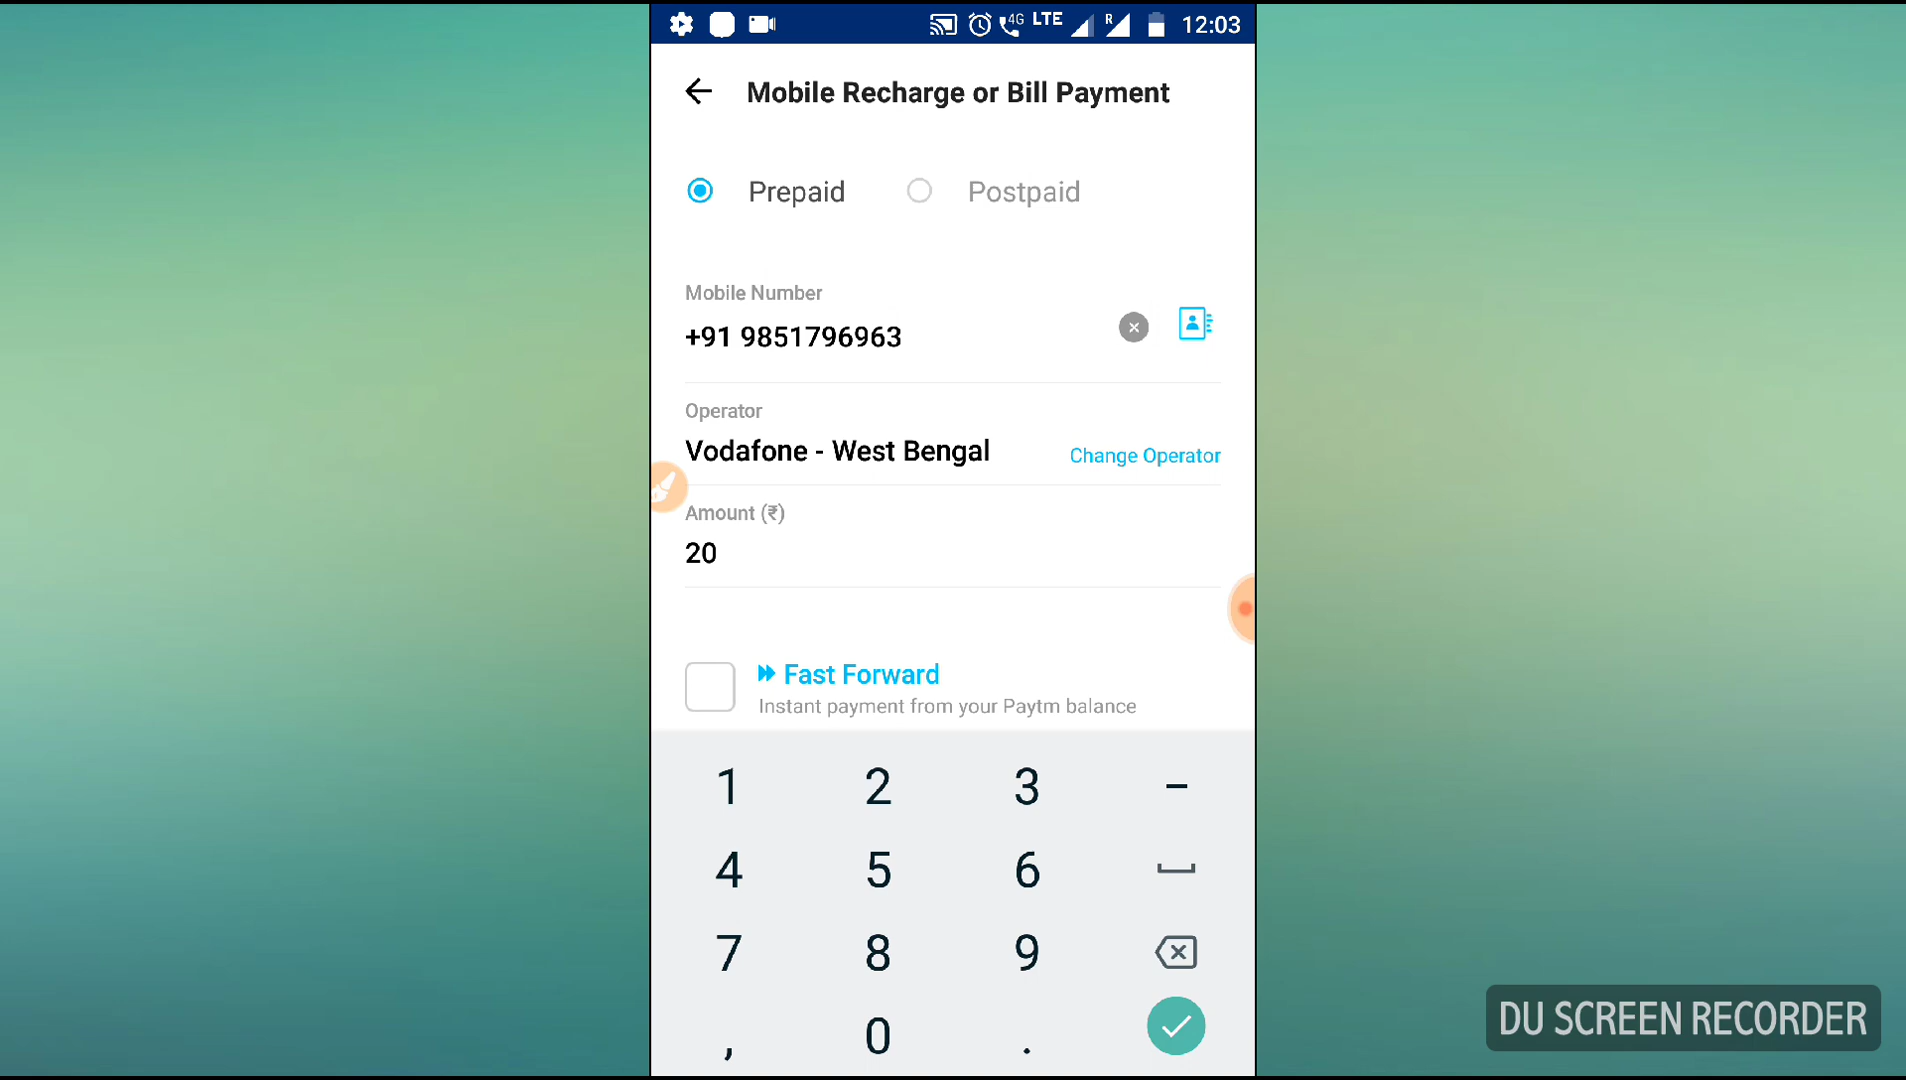 4G LTE R 12:03
Mobile Recharge or Bill Payment
Prepaid Postpaid
Mobile Number
+91 9851796963
Operator
Vodafone - West Bengal Change Operator
Amount (₹)
20
Fast Forward
Instant payment from your Paytm balance
1 2 3 –
4 5 6
7 8 9
, 0 .
DU SCREEN RECORDER